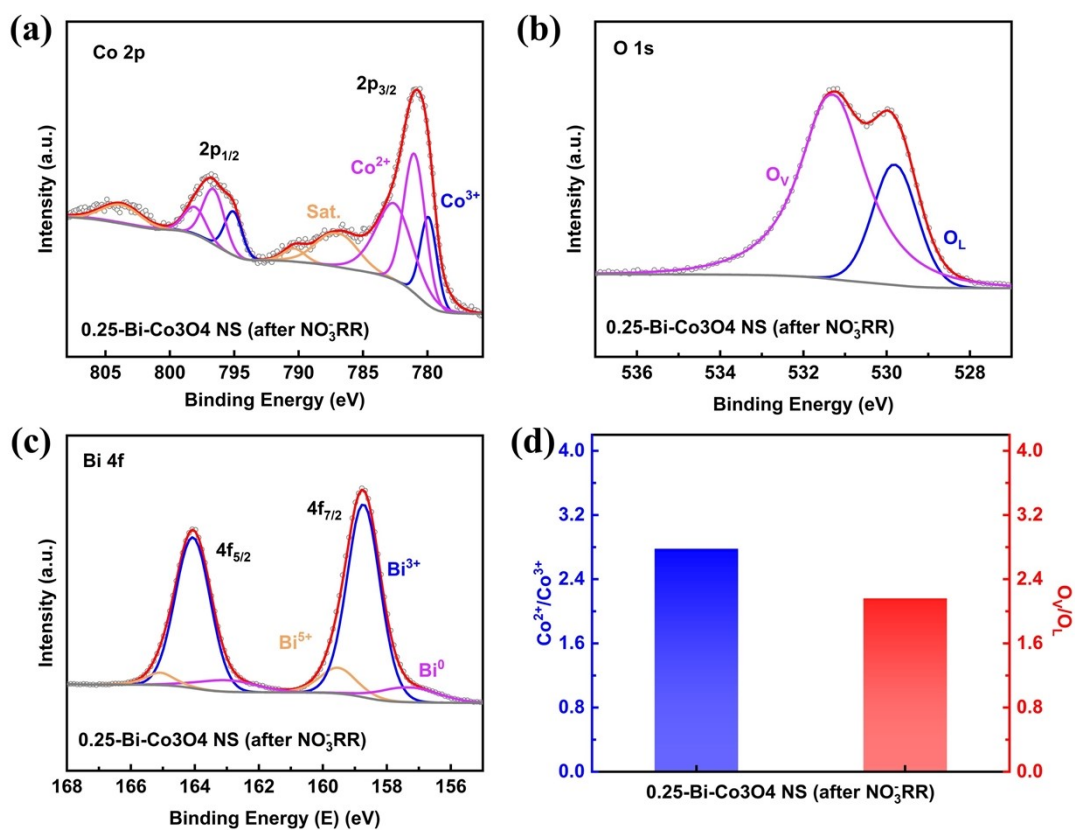 (a)
Co 2p
2p3/2
2p1/2
Co2+
Co3+
Sat.
0.25-Bi-Co3O4 NS (after NO3-RR)
805 800 795 790 785 780
Binding Energy (eV)
Intensity (a.u.)
(b)
O 1s
OV
OL
0.25-Bi-Co3O4 NS (after NO3-RR)
536 534 532 530 528
Binding Energy (eV)
Intensity (a.u.)
(c)
Bi 4f
4f7/2
4f5/2
Bi3+
Bi5+
Bi0
0.25-Bi-Co3O4 NS (after NO3-RR)
168 166 164 162 160 158 156
Binding Energy (E) (eV)
Intensity (a.u.)
(d)
4.0
3.2
2.4
1.6
0.8
0.0
Co2+/Co3+
4.0
3.2
2.4
1.6
0.8
0.0
OV/OL
0.25-Bi-Co3O4 NS (after NO3-RR)